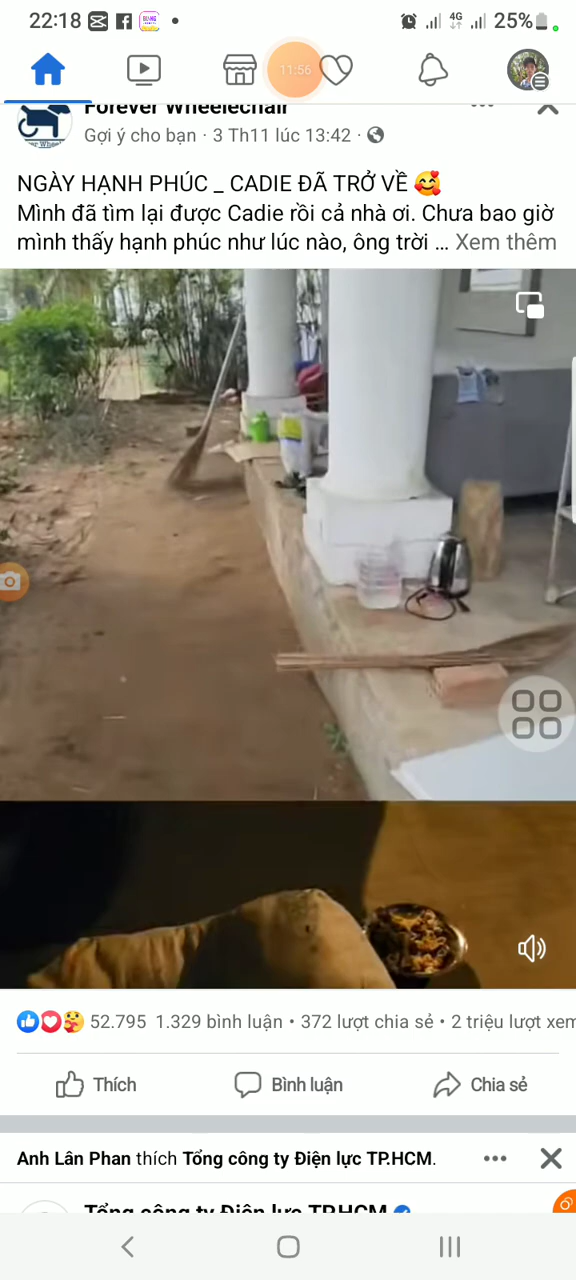 22:18
4G
25%
11:56
Forever Wheelechair
Gợi ý cho bạn · 3 Th11 lúc 13:42 ·
NGÀY HẠNH PHÚC _ CADIE ĐÃ TRỞ VỀ 🥰
Mình đã tìm lại được Cadie rồi cả nhà ơi. Chưa bao giờ
mình thấy hạnh phúc như lúc nào, ông trời ... Xem thêm
52.795 1.329 bình luận • 372 lượt chia sẻ • 2 triệu lượt xem
Thích
Bình luận
Chia sẻ
Anh Lân Phan thích Tổng công ty Điện lực TP.HCM.
Tổng công ty Điện lực TP.HCM